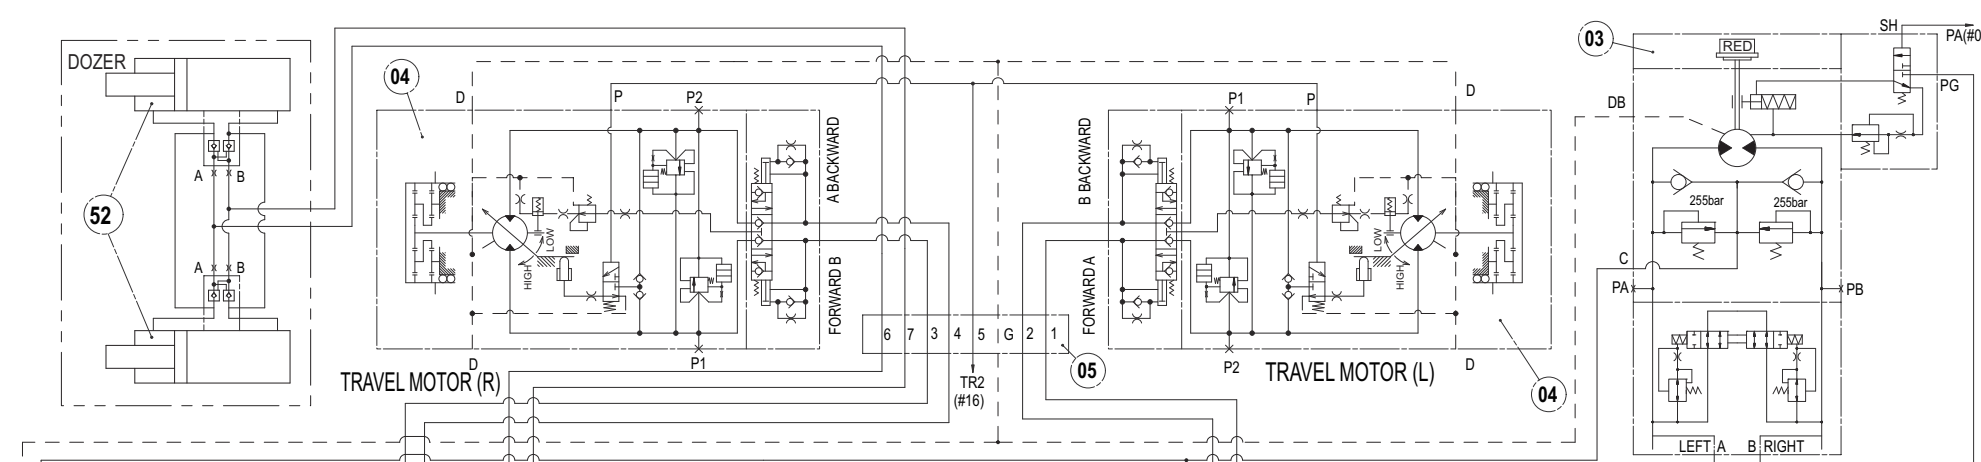 DOZER
52
A B
A B
04
D
P
P2
A BACKWARD
FORWARD B
LOW
HIGH
D
P1
TRAVEL MOTOR (R)
6 7 3 4 5 G 2 1
05
TR2
(#16)
P1
P
D
B BACKWARD
FORWARD A
LOW
HIGH
P2
D
TRAVEL MOTOR (L)
04
03
RED
SH
PA(#0
PG
DB
255bar
255bar
C
PA
PB
LEFT A
B RIGHT